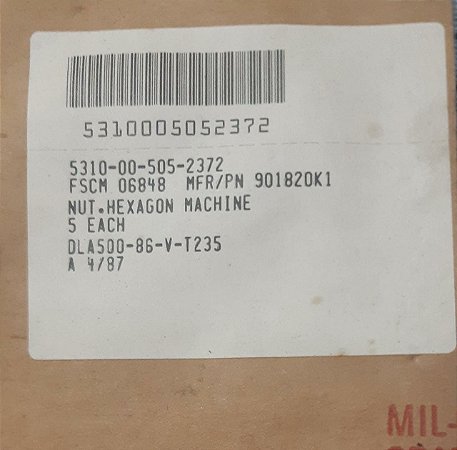 5310005052372
5310-00-505-2372
FSCM 06848 MFR/PN 901820K1
NUT.HEXAGON MACHINE
5 EACH
DLA500-86-V-T235
A 4/87
MIL-